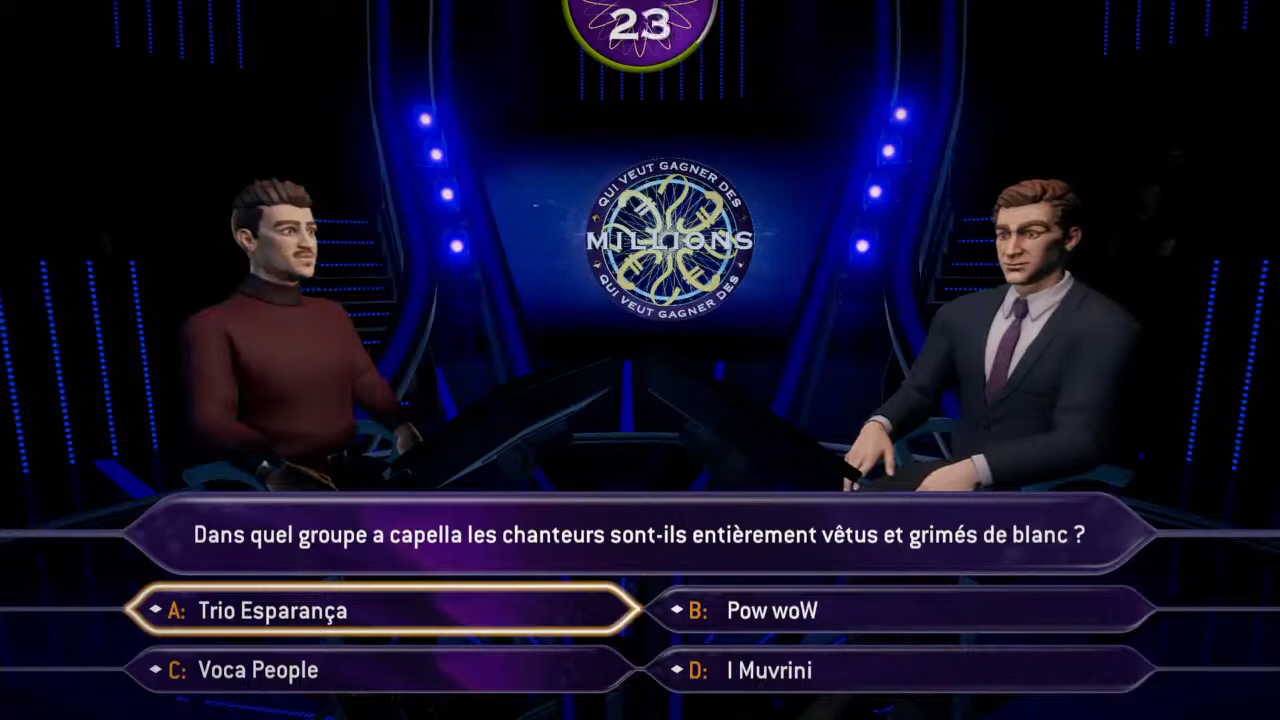 23
QUI VEUT GAGNER DES
MILLIONS
QUI VEUT GAGNER DES
Dans quel groupe a capella les chanteurs sont-ils entièrement vêtus et grimés de blanc ?
A: Trio Esparança
B: Pow woW
C: Voca People
D: I Muvrini